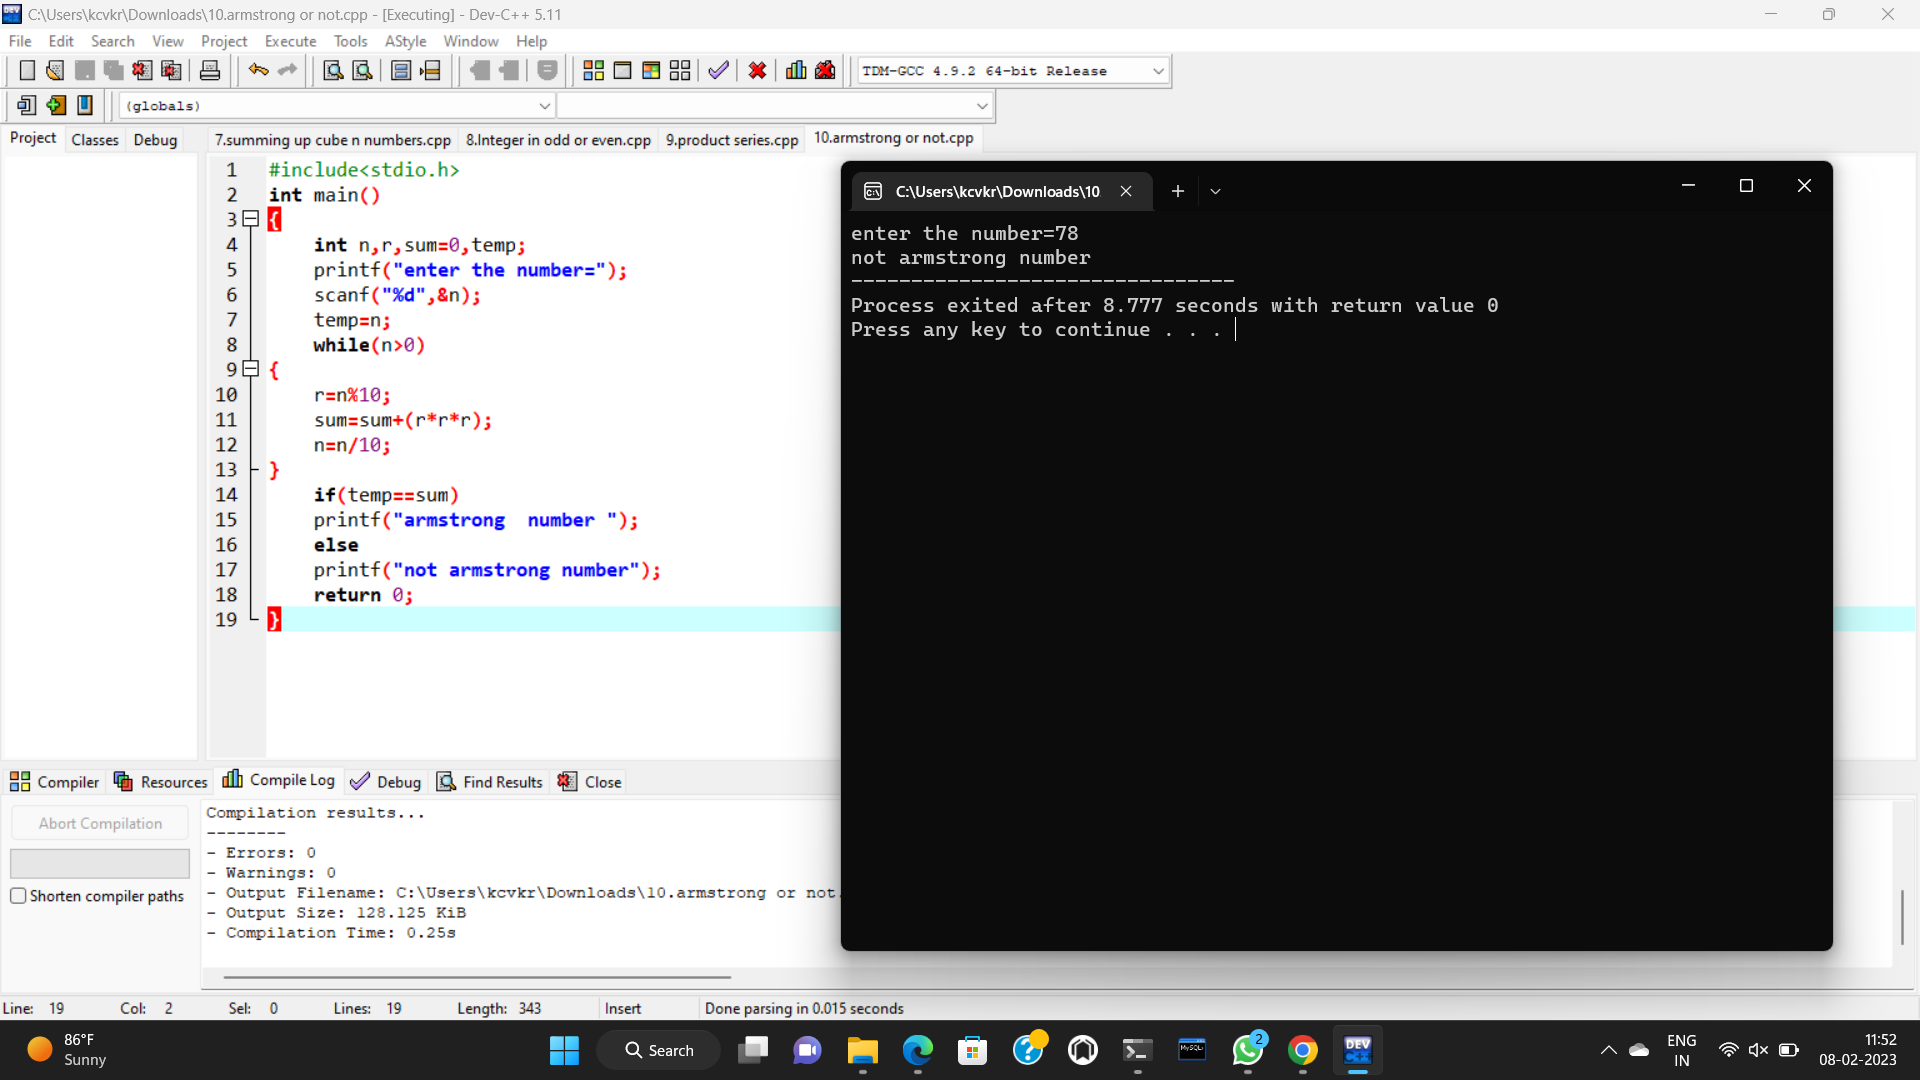 C:\Users\kcvkr\Downloads\10.armstrong or not.cpp - [Executing] - Dev-C++ 5.11
File Edit Search View Project Execute Tools AStyle Window Help
TDM-GCC 4.9.2 64-bit Release
(globals)
Project Classes Debug 7.summing up cube n numbers.cpp 8.Integer in odd or even.cpp 9.product series.cpp 10.armstrong or not.cpp
1 #include<stdio.h>
2 int main()
3 {
4 int n,r,sum=0,temp;
5 printf("enter the number=");
6 scanf("%d",&n);
7 temp=n;
8 while(n>0)
9 {
10 r=n%10;
11 sum=sum+(r*r*r);
12 n=n/10;
13 }
14 if(temp==sum)
15 printf("armstrong  number ");
16 else
17 printf("not armstrong number");
18 return 0;
19 }
C:\Users\kcvkr\Downloads\10
enter the number=78
not armstrong number
--------------------------------
Process exited after 8.777 seconds with return value 0
Press any key to continue . . .
Compiler Resources Compile Log Debug Find Results Close
Abort Compilation
Shorten compiler paths
Compilation results...
--------
- Errors: 0
- Warnings: 0
- Output Filename: C:\Users\kcvkr\Downloads\10.armstrong or not.
- Output Size: 128.125 KiB
- Compilation Time: 0.25s
Line: 19 Col: 2 Sel: 0 Lines: 19 Length: 343 Insert Done parsing in 0.015 seconds
86°F
Sunny
Search
MySQL
2
DEV
C++
ENG
IN
11:52
08-02-2023